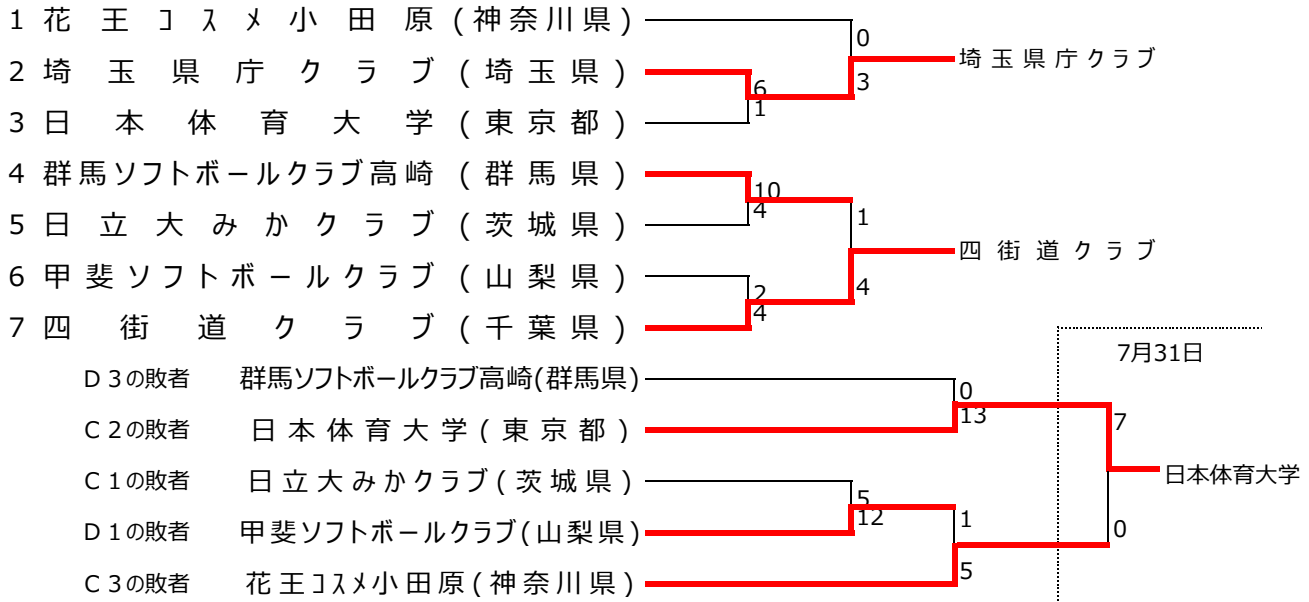 1 花王コスメ小田原(神奈川県)
0
埼玉県庁クラブ
2 埼玉県庁クラブ(埼玉県)
6
3
1
3 日本体育大学(東京都)
4 群馬ソフトボールクラブ高崎(群馬県)
10
4
1
5 日立大みかクラブ(茨城県)
四街道クラブ
6 甲斐ソフトボールクラブ(山梨県)
2
4
4
7 四街道クラブ(千葉県)
7月31日
D3の敗者 群馬ソフトボールクラブ高崎(群馬県)
0
13
7
C2の敗者 日本体育大学(東京都)
日本体育大学
C1の敗者 日立大みかクラブ(茨城県)
5
12
1
0
D1の敗者 甲斐ソフトボールクラブ(山梨県)
5
C3の敗者 花王コスメ小田原(神奈川県)